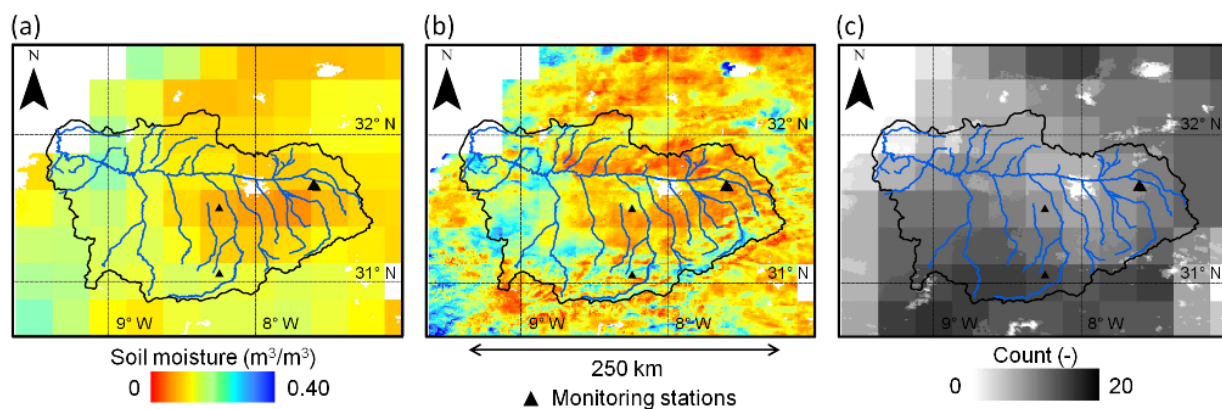 (a)
(b)
(c)
N
N
N
32° N
32° N
32° N
31° N
31° N
31° N
9° W
8° W
9° W
8° W
9° W
8° W
Soil moisture (m³/m³)
0
0.40
250 km
▲ Monitoring stations
Count (-)
0
20